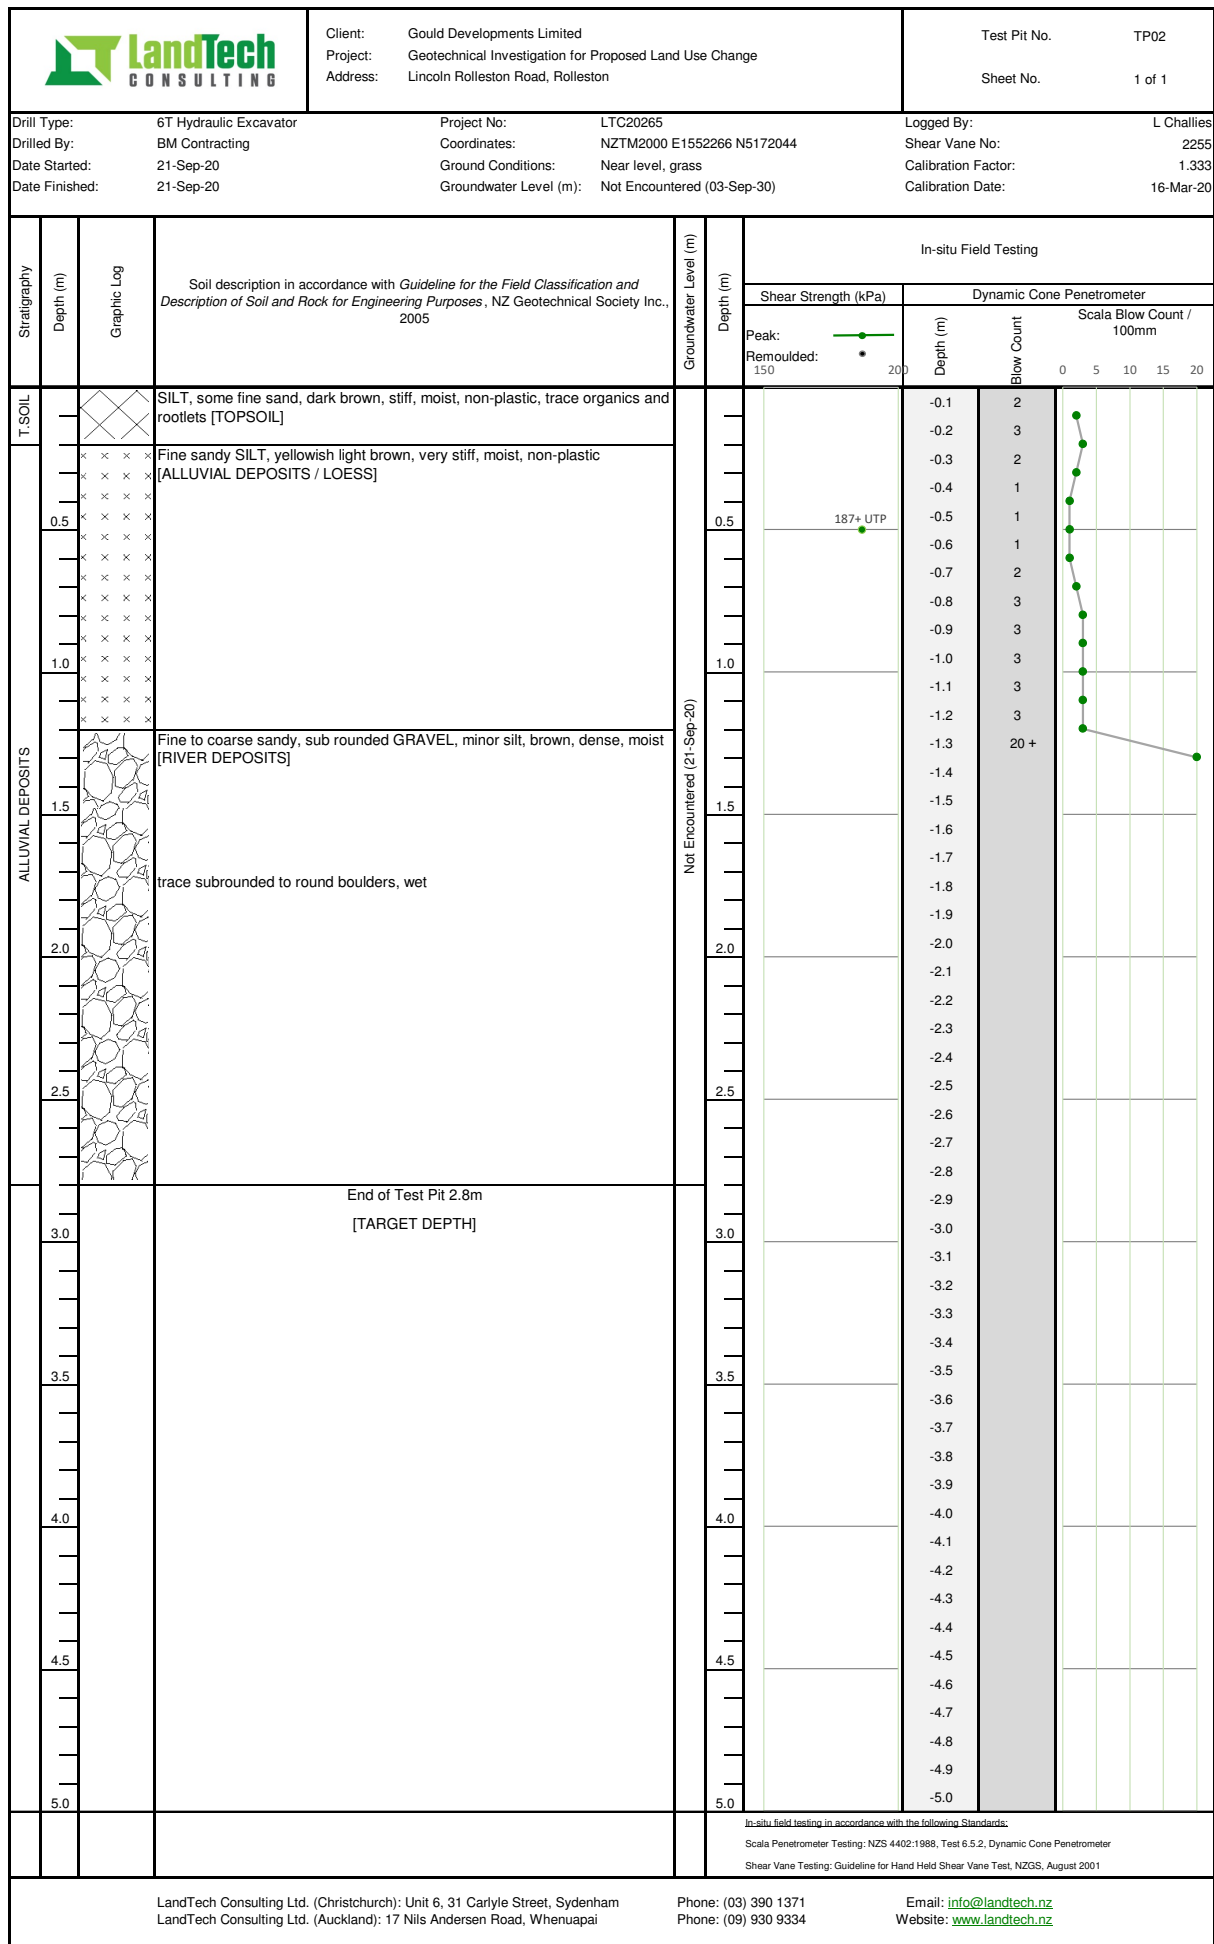 LandTech
CONSULTING
Client: Gould Developments Limited
Project: Geotechnical Investigation for Proposed Land Use Change
Address: Lincoln Rolleston Road, Rolleston
Test Pit No. TP02
Sheet No. 1 of 1
Drill Type: 6T Hydraulic Excavator Project No: LTC20265 Logged By: L Challies
Drilled By: BM Contracting Coordinates: NZTM2000 E1552266 N5172044 Shear Vane No: 2255
Date Started: 21-Sep-20 Ground Conditions: Near level, grass Calibration Factor: 1.333
Date Finished: 21-Sep-20 Groundwater Level (m): Not Encountered (03-Sep-30) Calibration Date: 16-Mar-20
Stratigraphy
Depth (m)
Graphic Log
Soil description in accordance with Guideline for the Field Classification and
Description of Soil and Rock for Engineering Purposes, NZ Geotechnical Society Inc.,
2005
Groundwater Level (m)
Depth (m)
In-situ Field Testing
Shear Strength (kPa)
Peak:
Remoulded:
150 200
Dynamic Cone Penetrometer
Depth (m)
Blow Count
Scala Blow Count /
100mm
0 5 10 15 20
T.SOIL
SILT, some fine sand, dark brown, stiff, moist, non-plastic, trace organics and
rootlets [TOPSOIL]
ALLUVIAL DEPOSITS
Fine sandy SILT, yellowish light brown, very stiff, moist, non-plastic
[ALLUVIAL DEPOSITS / LOESS]
Fine to coarse sandy, sub rounded GRAVEL, minor silt, brown, dense, moist
[RIVER DEPOSITS]
trace subrounded to round boulders, wet
End of Test Pit 2.8m
[TARGET DEPTH]
0.5
1.0
1.5
2.0
2.5
3.0
3.5
4.0
4.5
5.0
Not Encountered (21-Sep-20)
0.5
1.0
1.5
2.0
2.5
3.0
3.5
4.0
4.5
5.0
187+ UTP
-0.1 2
-0.2 3
-0.3 2
-0.4 1
-0.5 1
-0.6 1
-0.7 2
-0.8 3
-0.9 3
-1.0 3
-1.1 3
-1.2 3
-1.3 20 +
-1.4
-1.5
-1.6
-1.7
-1.8
-1.9
-2.0
-2.1
-2.2
-2.3
-2.4
-2.5
-2.6
-2.7
-2.8
-2.9
-3.0
-3.1
-3.2
-3.3
-3.4
-3.5
-3.6
-3.7
-3.8
-3.9
-4.0
-4.1
-4.2
-4.3
-4.4
-4.5
-4.6
-4.7
-4.8
-4.9
-5.0
In-situ field testing in accordance with the following Standards:
Scala Penetrometer Testing: NZS 4402:1988, Test 6.5.2, Dynamic Cone Penetrometer
Shear Vane Testing: Guideline for Hand Held Shear Vane Test, NZGS, August 2001
LandTech Consulting Ltd. (Christchurch): Unit 6, 31 Carlyle Street, Sydenham Phone: (03) 390 1371 Email: info@landtech.nz
LandTech Consulting Ltd. (Auckland): 17 Nils Andersen Road, Whenuapai Phone: (09) 930 9334 Website: www.landtech.nz